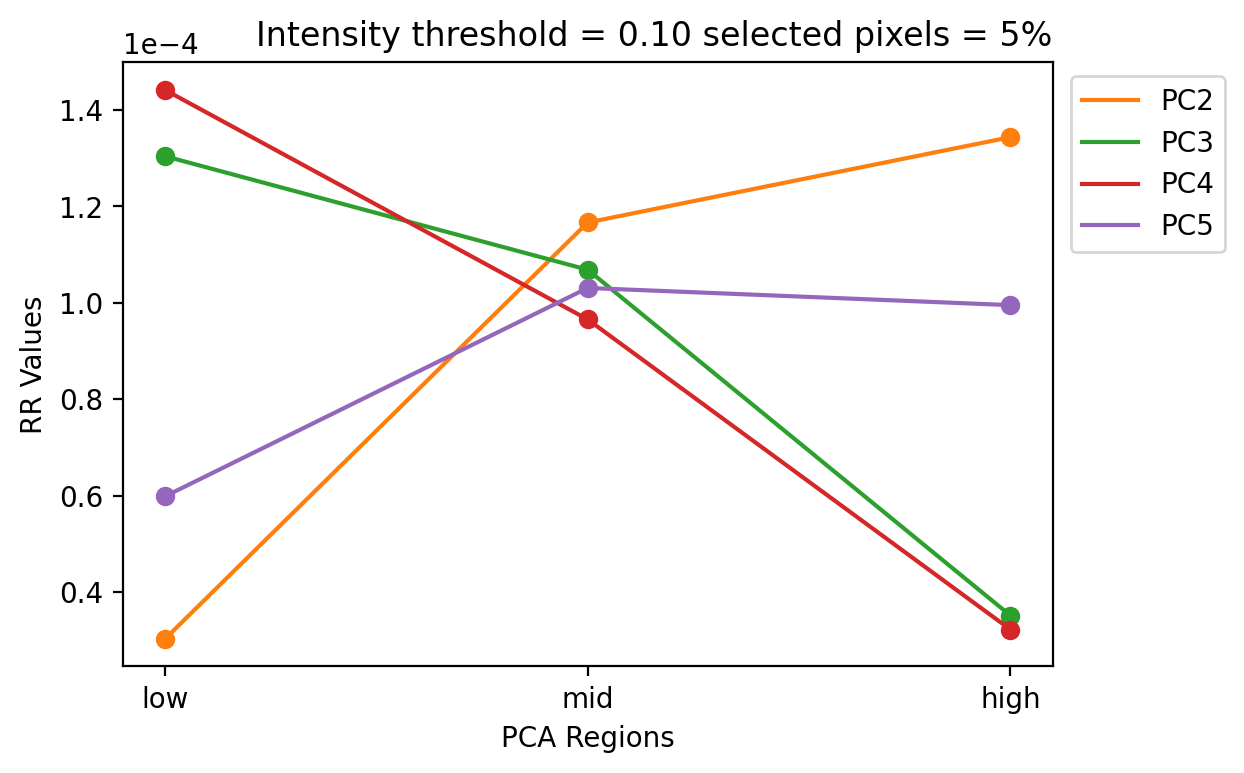 Intensity threshold = 0.10 selected pixels = 5%
1e−4
1.4
1.2
1.0
0.8
0.6
0.4
RR Values
low
mid
high
PCA Regions
PC2
PC3
PC4
PC5